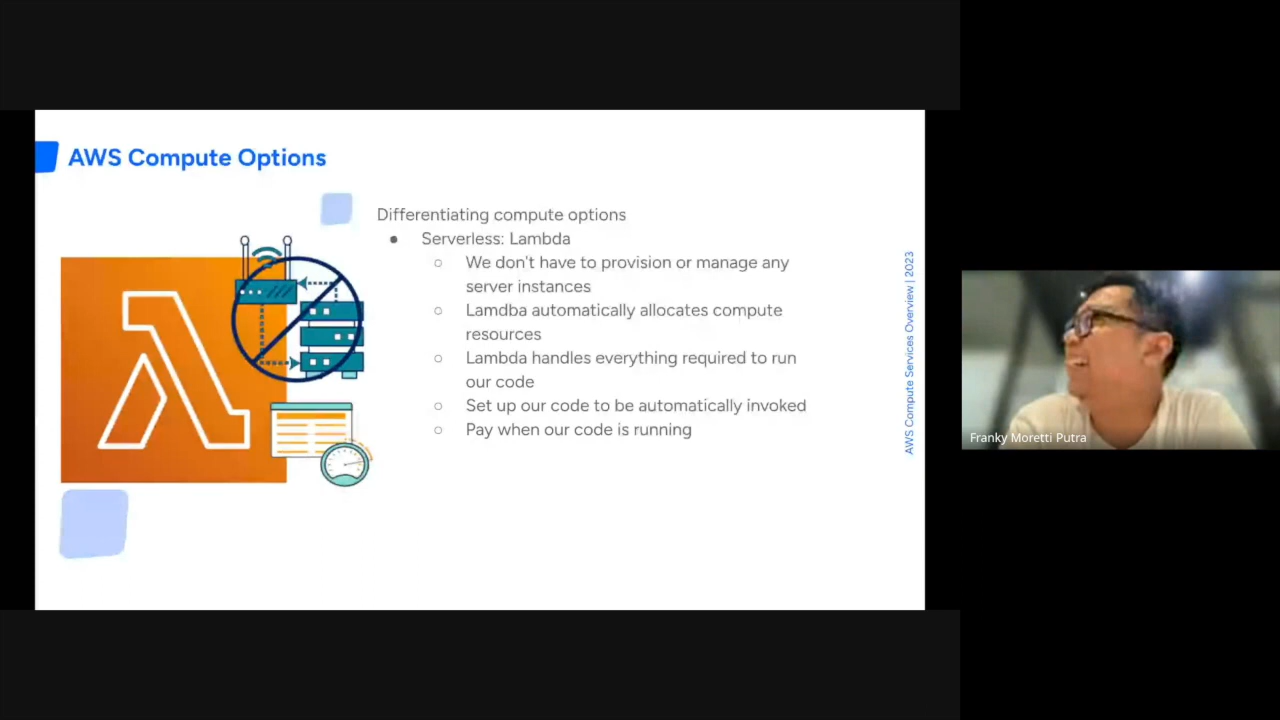 AWS Compute Options
Differentiating compute options
● Serverless: Lambda
○ We don't have to provision or manage any
server instances
○ Lamdba automatically allocates compute
resources
○ Lambda handles everything required to run
our code
○ Set up our code to be automatically invoked
○ Pay when our code is running
AWS Compute Services Overview | 2023
Franky Moretti Putra